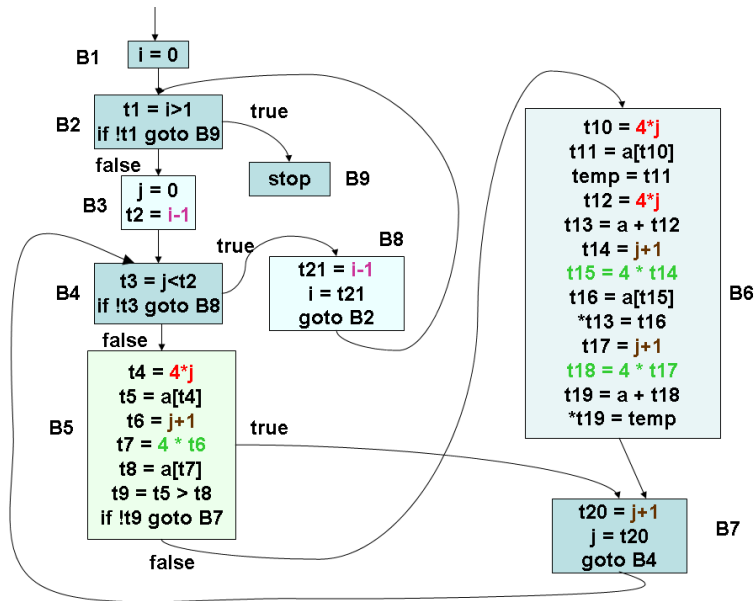 B1
i = 0
B2
t1 = i>1
if !t1 goto B9
true
false
stop
B9
B3
j = 0
t2 = i-1
B4
t3 = j<t2
if !t3 goto B8
true
false
B8
t21 = i-1
i = t21
goto B2
B5
t4 = 4*j
t5 = a[t4]
t6 = j+1
t7 = 4 * t6
t8 = a[t7]
t9 = t5 > t8
if !t9 goto B7
true
false
t10 = 4*j
t11 = a[t10]
temp = t11
t12 = 4*j
t13 = a + t12
t14 = j+1
t15 = 4 * t14
t16 = a[t15]
*t13 = t16
t17 = j+1
t18 = 4 * t17
t19 = a + t18
*t19 = temp
B6
t20 = j+1
j = t20
goto B4
B7